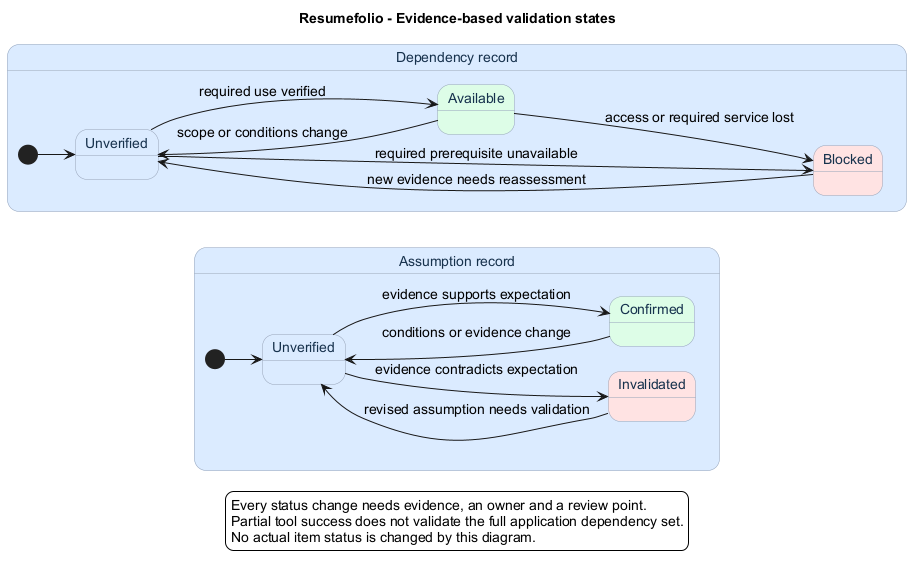 Resumefolio - Evidence-based validation states
Dependency record
required use verified
Available
scope or conditions change
access or required service lost
Unverified
required prerequisite unavailable
Blocked
new evidence needs reassessment
Assumption record
evidence supports expectation
Confirmed
conditions or evidence change
Unverified
evidence contradicts expectation
Invalidated
revised assumption needs validation
Every status change needs evidence, an owner and a review point.
Partial tool success does not validate the full application dependency set.
No actual item status is changed by this diagram.